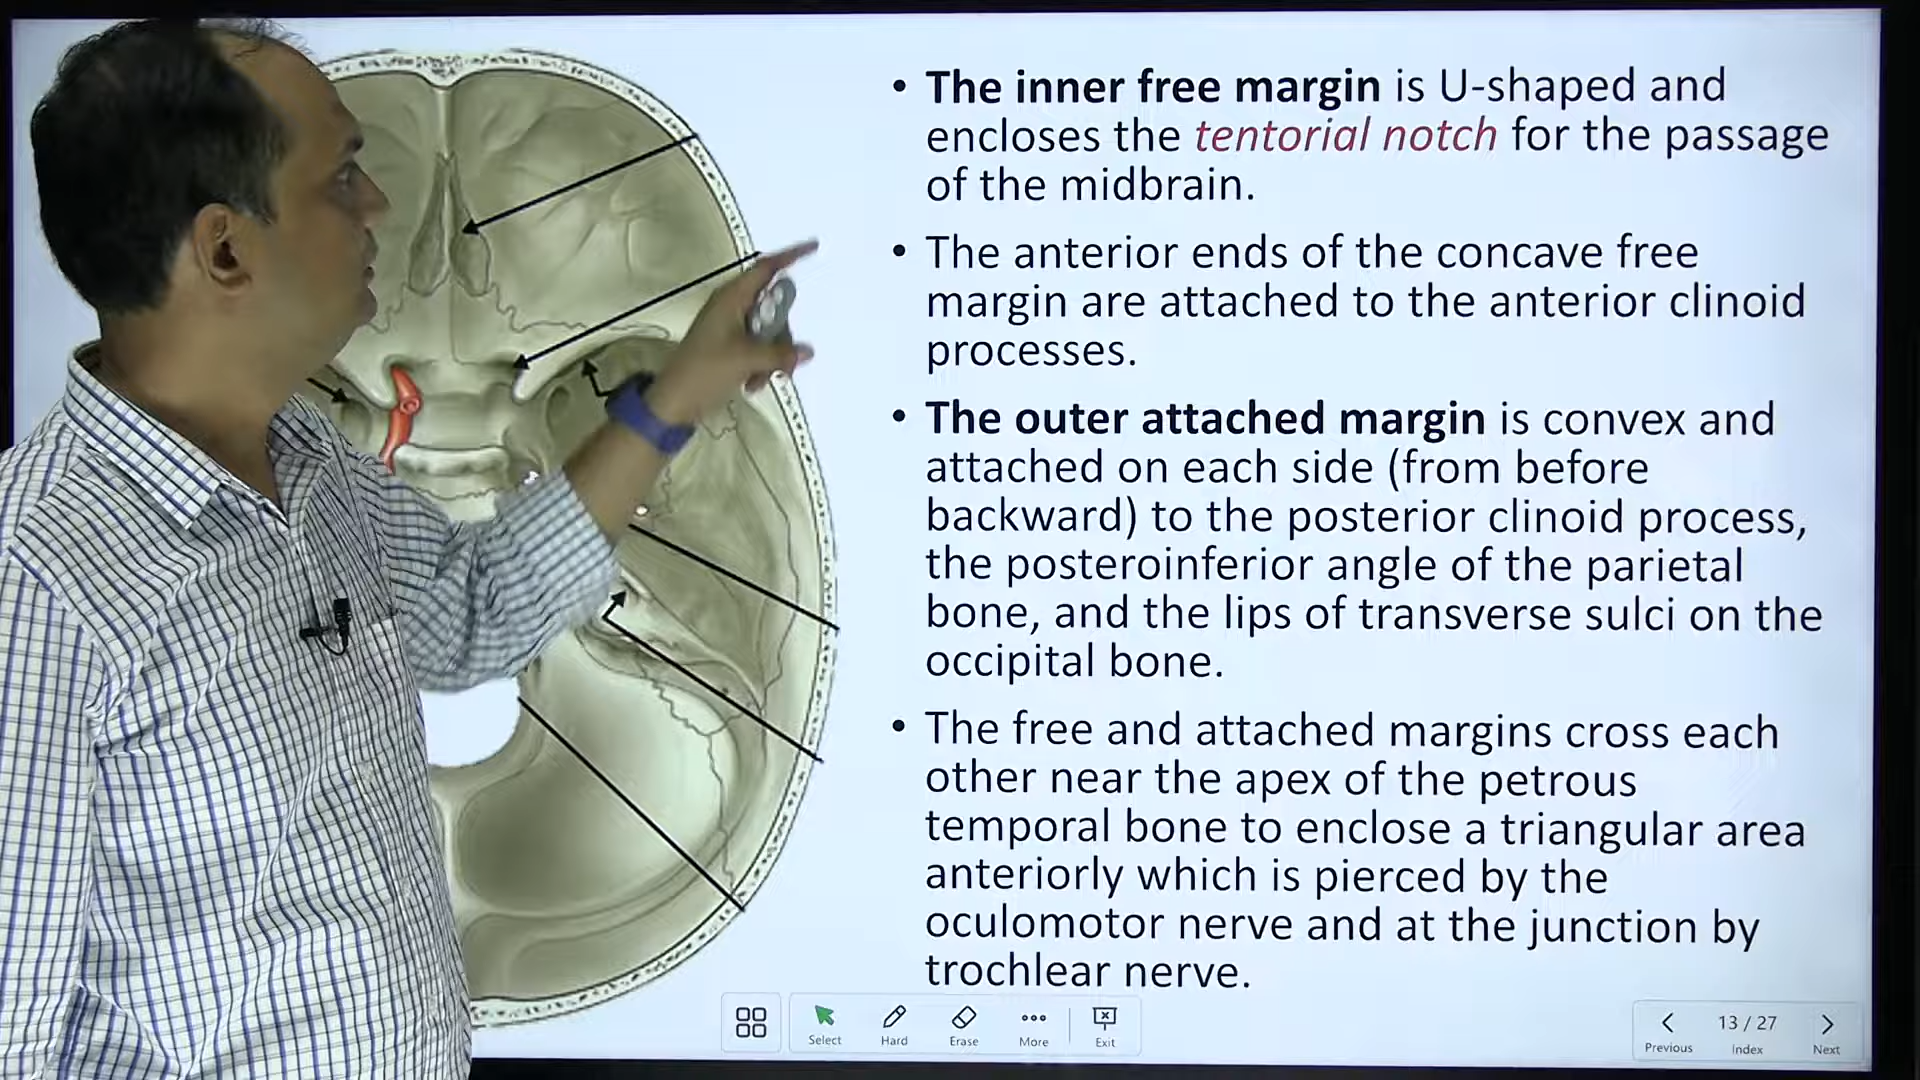 • The inner free margin is U-shaped and
encloses the tentorial notch for the passage
of the midbrain.
• The anterior ends of the concave free
margin are attached to the anterior clinoid
processes.
• The outer attached margin is convex and
attached on each side (from before
backward) to the posterior clinoid process,
the posteroinferior angle of the parietal
bone, and the lips of transverse sulci on the
occipital bone.
• The free and attached margins cross each
other near the apex of the petrous
temporal bone to enclose a triangular area
anteriorly which is pierced by the
oculomotor nerve and at the junction by
trochlear nerve.
Select Hard Erase More Exit
13 / 27
Previous Index Next